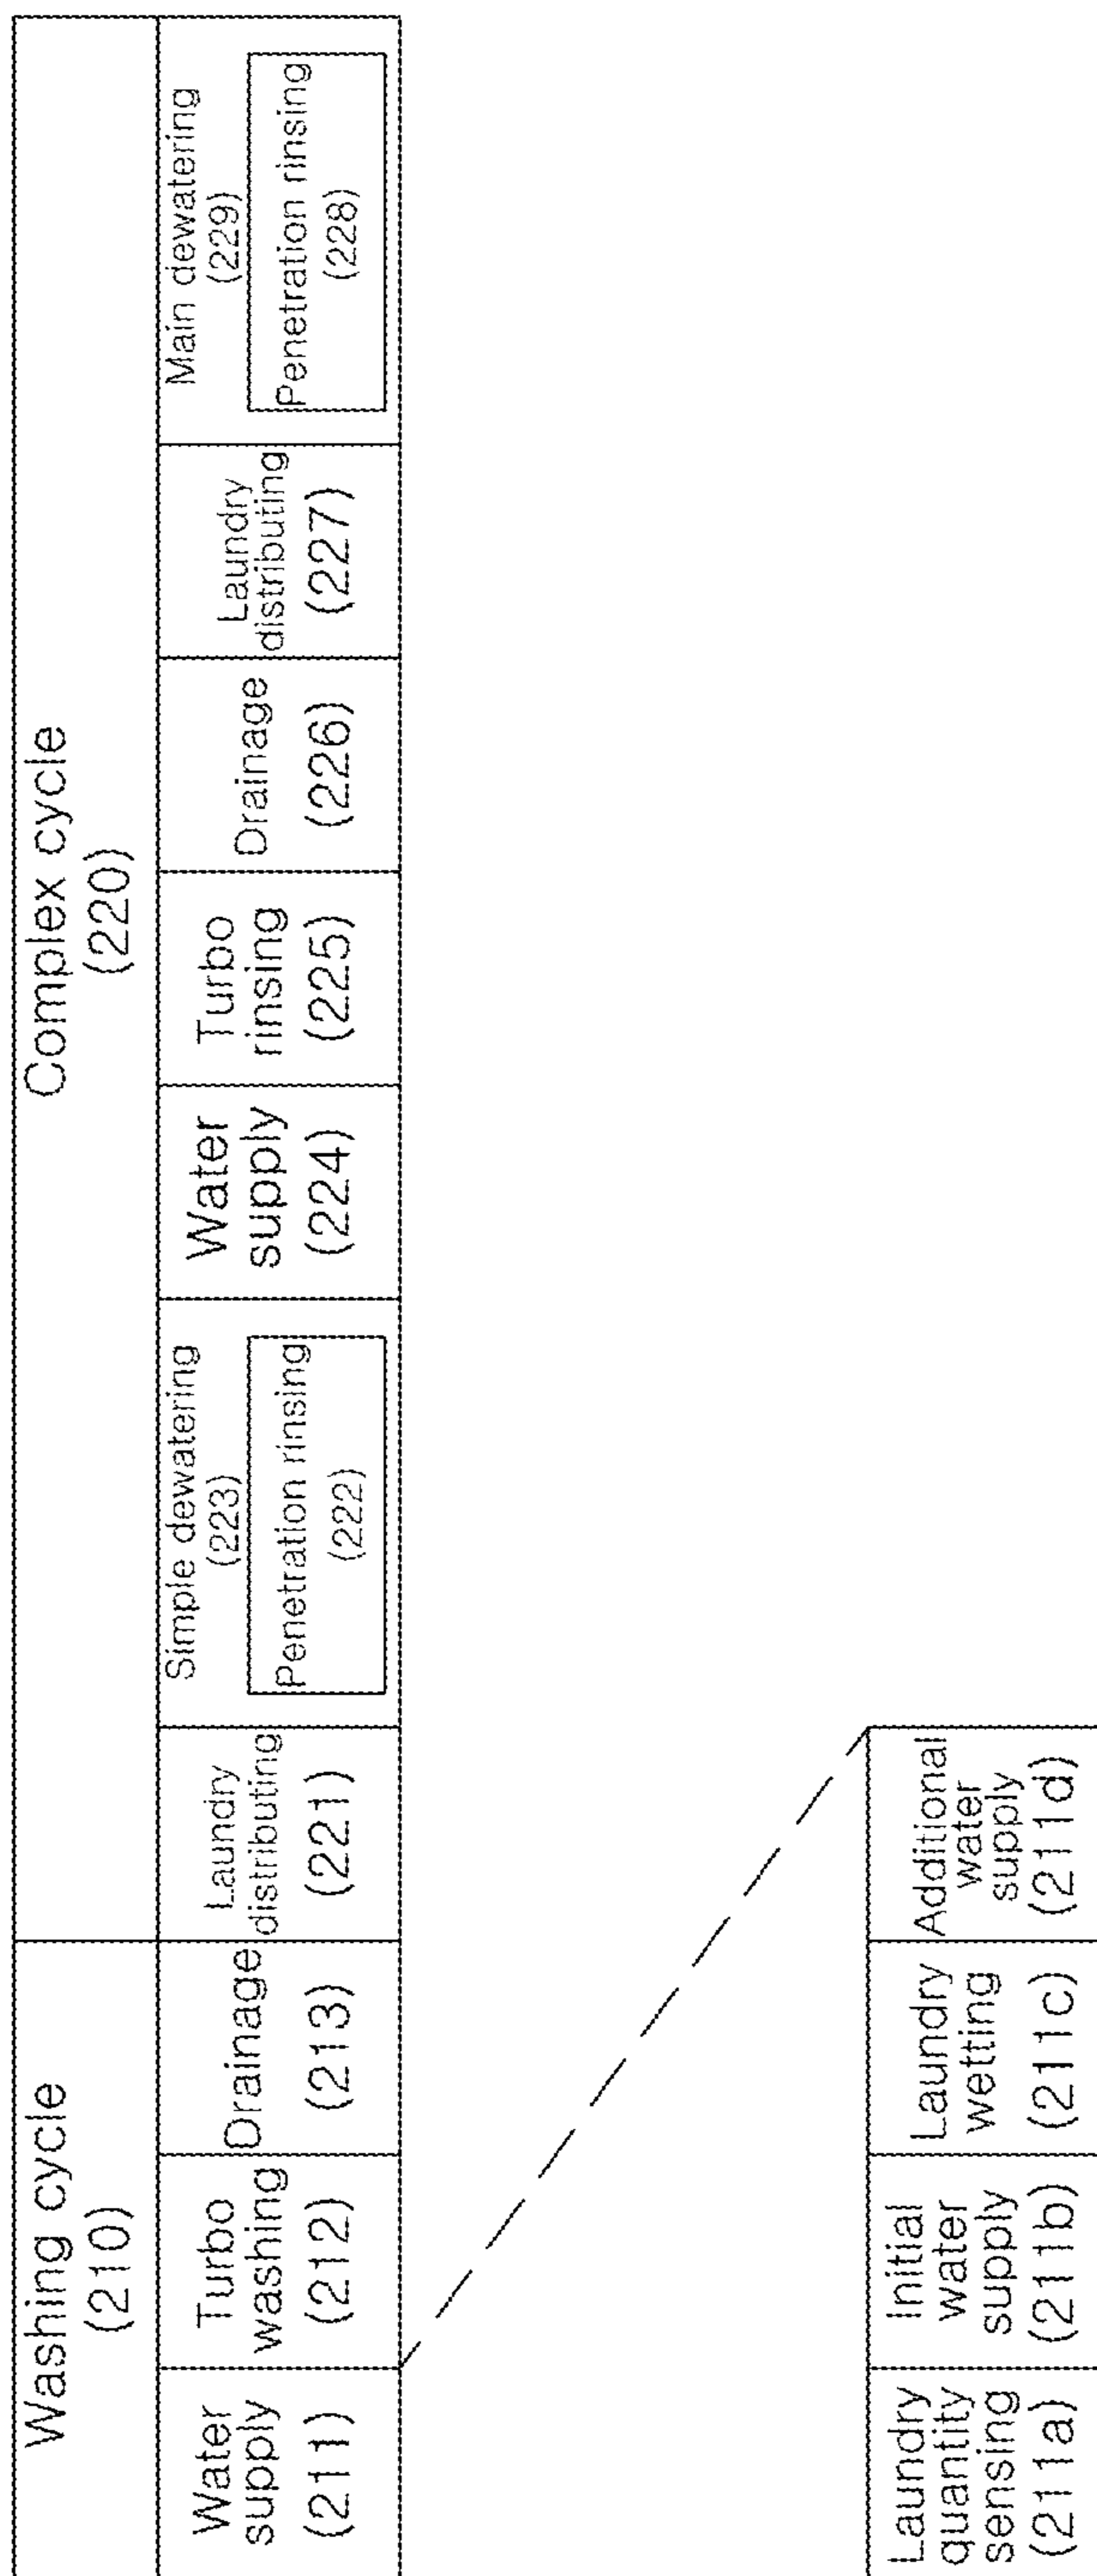 Washing cycle
(210)
Complex cycle
(220)
Water
supply
(211)
Turbo
washing
(212)
Drainage
(213)
Laundry
distributing
(221)
Simple dewatering
(223)
Penetration rinsing
(222)
Water
supply
(224)
Turbo
rinsing
(225)
Drainage
(226)
Laundry
distributing
(227)
Main dewatering
(229)
Penetration rinsing
(228)
Laundry
quantity
sensing
(211a)
Initial
water
supply
(211b)
Laundry
wetting
(211c)
Additional
water
supply
(211d)